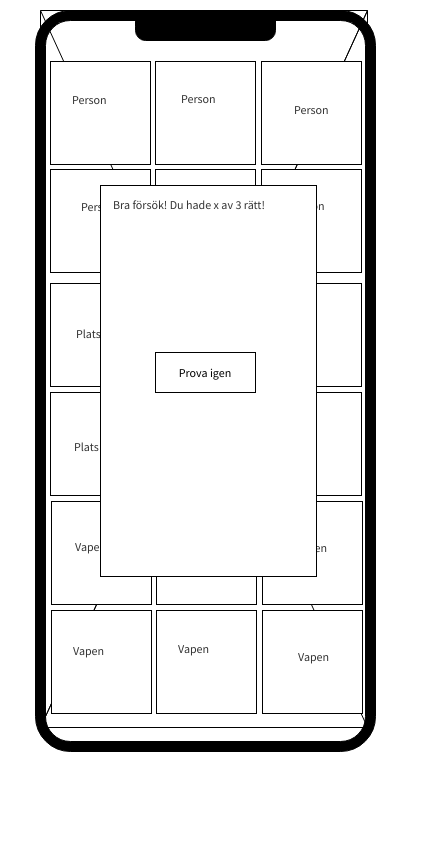 Person
Person
Person
Pers
on
Bra försök! Du hade x av 3 rätt!
Plats
Prova igen
Plats
Vape
en
Vapen
Vapen
Vapen